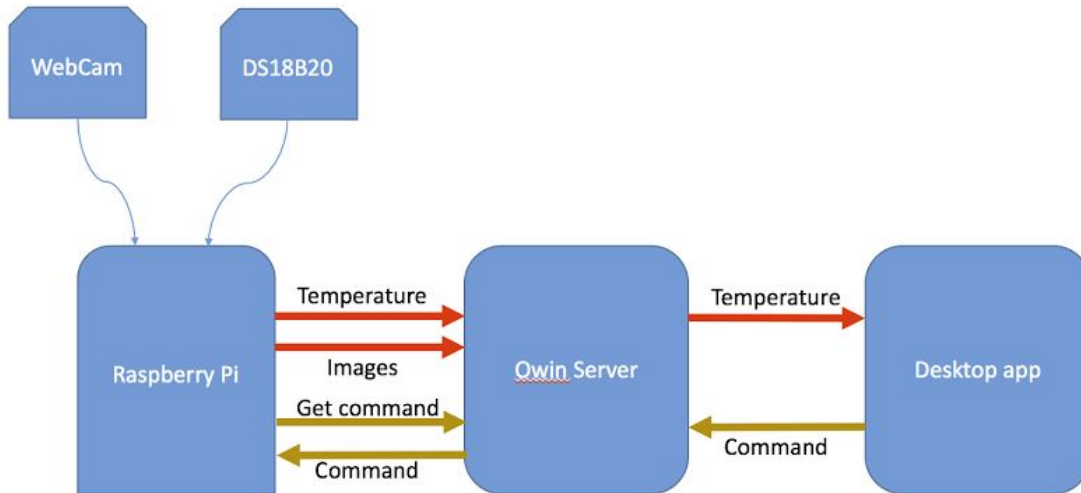 WebCam
DS18B20
Temperature
Temperature
Raspberry Pi
Images
Owin Server
Desktop app
Get command
Command
Command